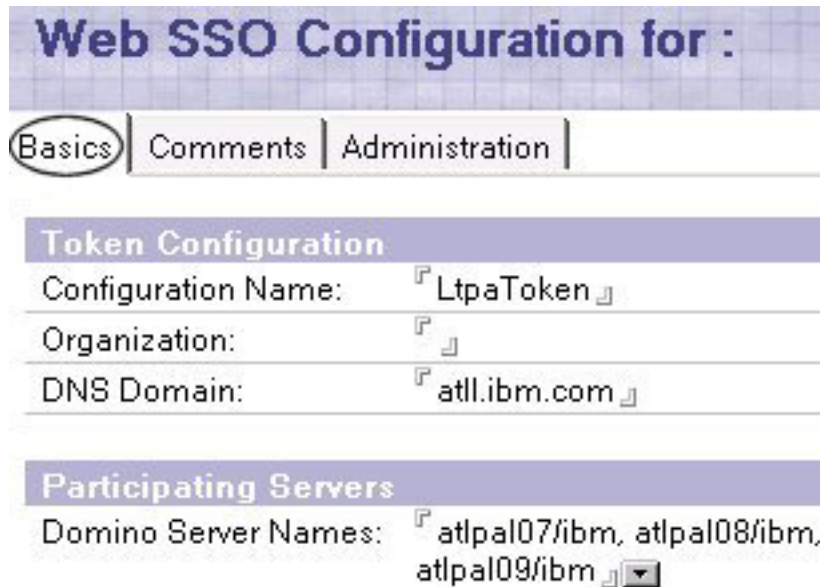 Web SSO Configuration for :
Basics Comments Administration
Token Configuration
Configuration Name: LtpaToken
Organization:
DNS Domain: atll.ibm.com
Participating Servers
Domino Server Names: atlpal07/ibm, atlpal08/ibm,
atlpal09/ibm